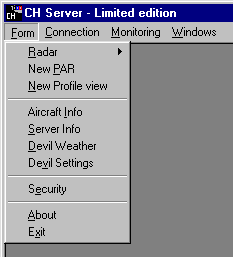 CH Server - Limited edition
Form Connection Monitoring Windows
Radar
New PAR
New Profile view
Aircraft Info
Server Info
Devil Weather
Devil Settings
Security
About
Exit